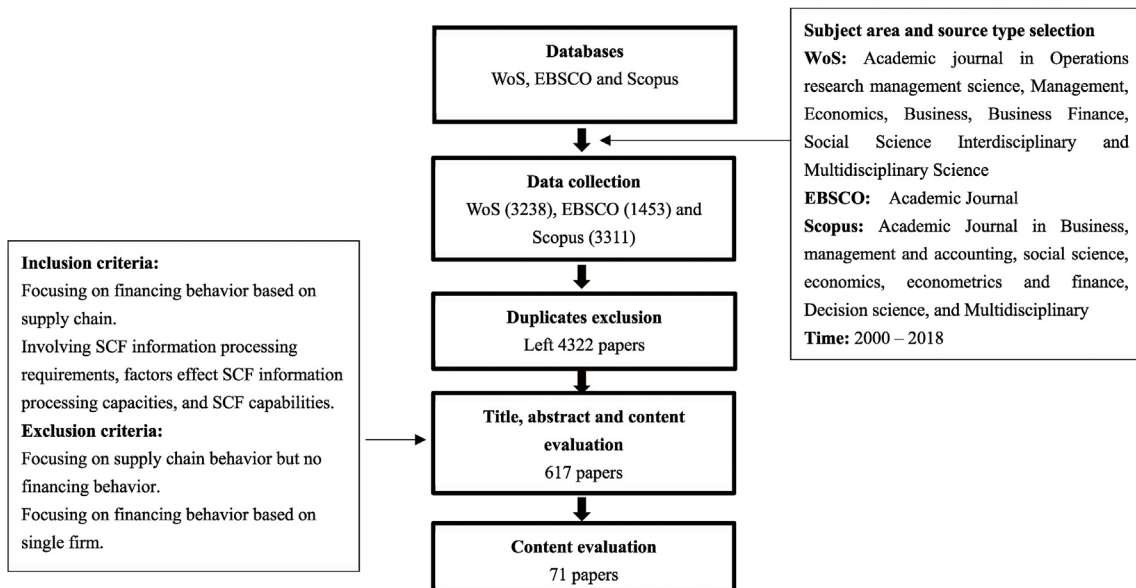 Databases
WoS, EBSCO and Scopus
Subject area and source type selection
WoS: Academic journal in Operations
research management science, Management,
Economics, Business, Business Finance,
Social Science Interdisciplinary and
Multidisciplinary Science
EBSCO: Academic Journal
Scopus: Academic Journal in Business,
management and accounting, social science,
economics, econometrics and finance,
Decision science, and Multidisciplinary
Time: 2000 – 2018
Data collection
WoS (3238), EBSCO (1453) and
Scopus (3311)
Duplicates exclusion
Left 4322 papers
Inclusion criteria:
Focusing on financing behavior based on
supply chain.
Involving SCF information processing
requirements, factors effect SCF information
processing capacities, and SCF capabilities.
Exclusion criteria:
Focusing on supply chain behavior but no
financing behavior.
Focusing on financing behavior based on
single firm.
Title, abstract and content
evaluation
617 papers
Content evaluation
71 papers